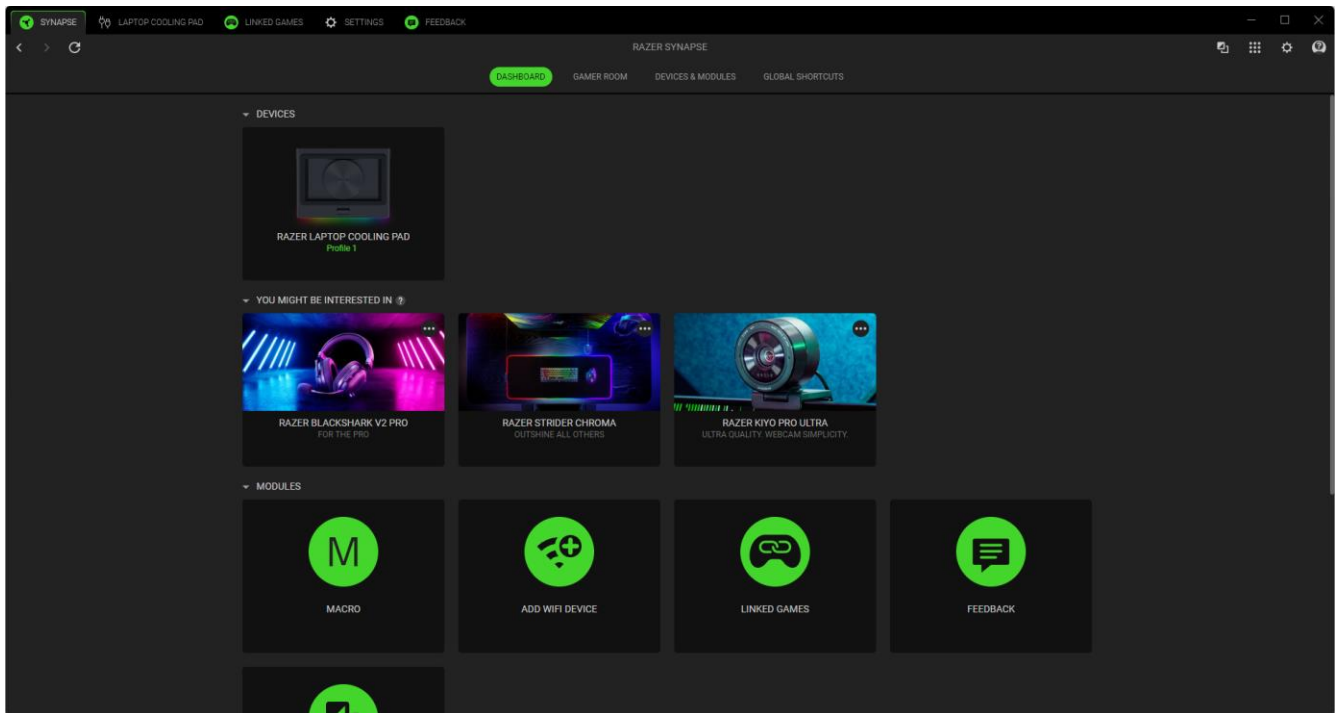 SYNAPSE
LAPTOP COOLING PAD
LINKED GAMES
SETTINGS
FEEDBACK
RAZER SYNAPSE
DASHBOARD
GAMER ROOM
DEVICES & MODULES
GLOBAL SHORTCUTS
DEVICES
RAZER LAPTOP COOLING PAD
Profile 1
YOU MIGHT BE INTERESTED IN ?
RAZER BLACKSHARK V2 PRO
FOR THE PRO
RAZER STRIDER CHROMA
OUTSHINE ALL OTHERS
RAZER KIYO PRO ULTRA
ULTRA QUALITY. WEBCAM SIMPLICITY.
MODULES
M
MACRO
ADD WIFI DEVICE
LINKED GAMES
FEEDBACK